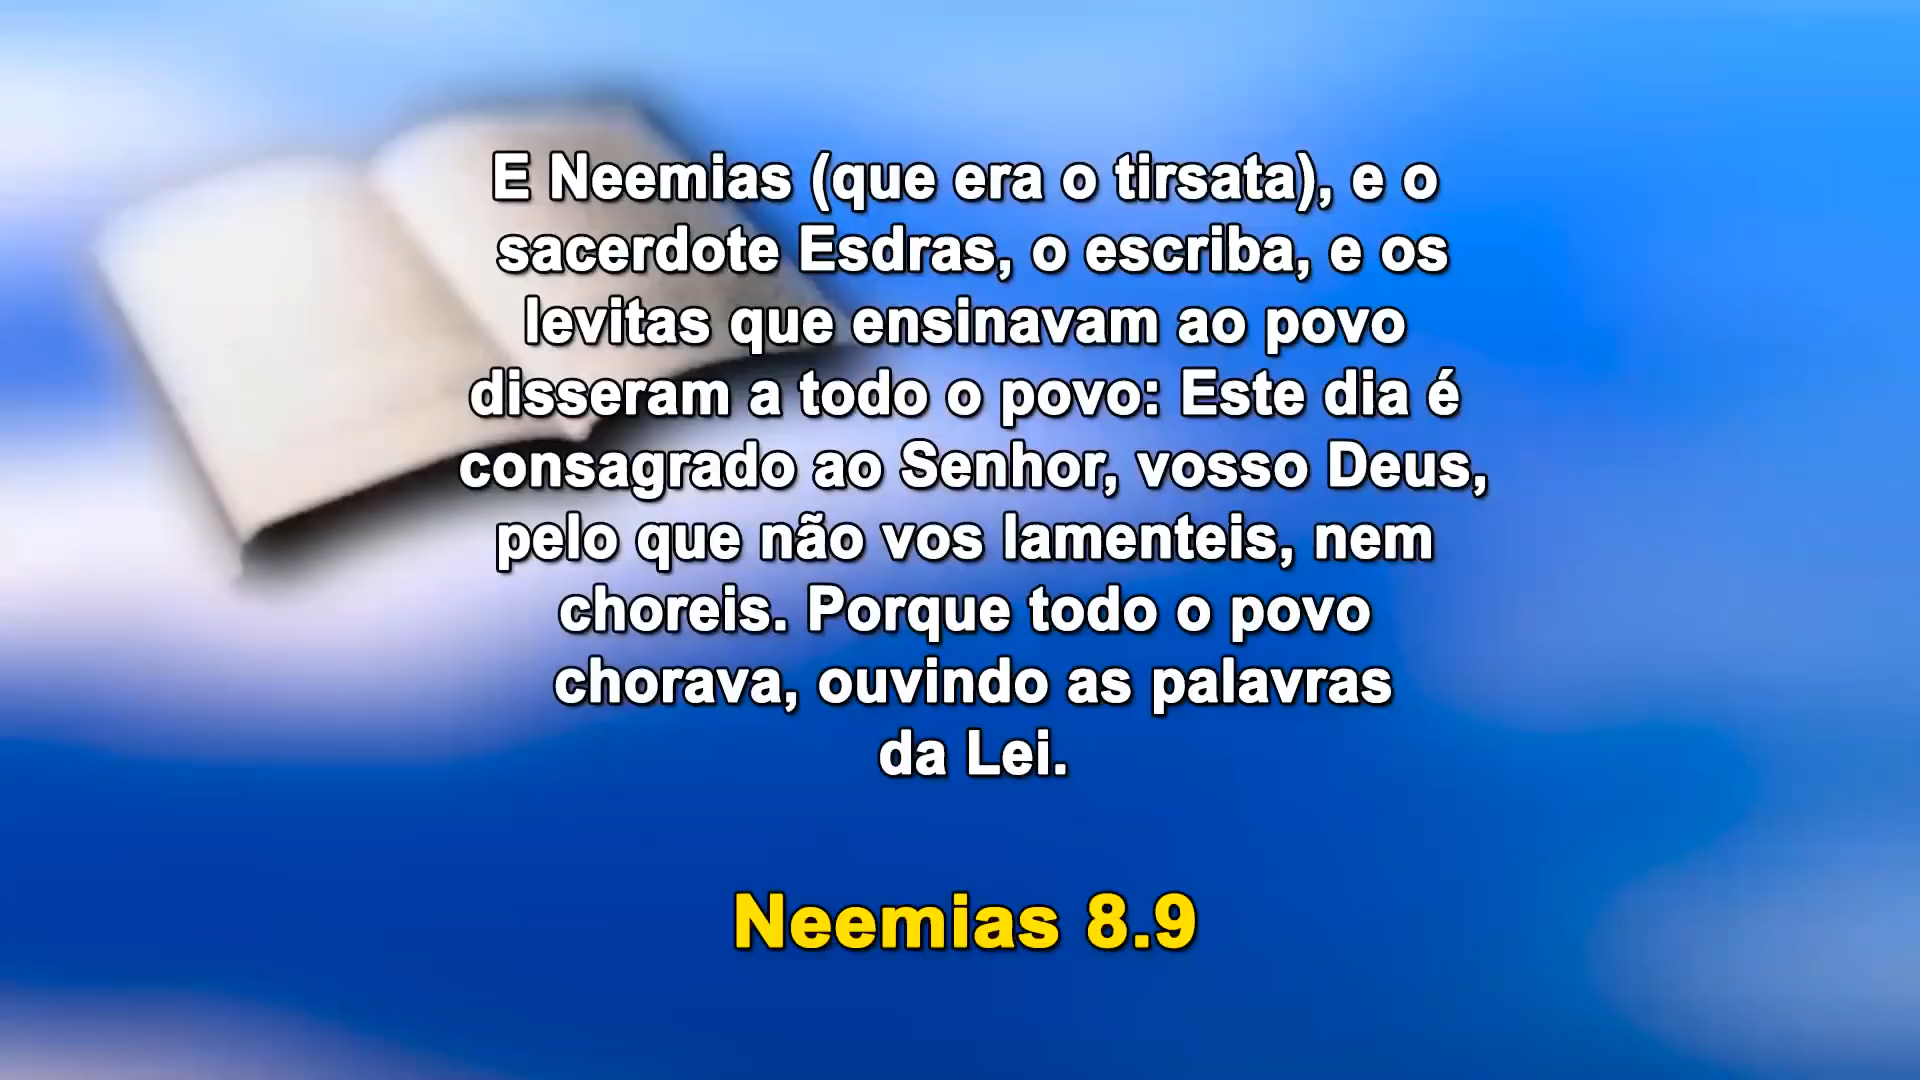 E Neemias (que era o tirsata), e o
sacerdote Esdras, o escriba, e os
levitas que ensinavam ao povo
disseram a todo o povo: Este dia é
consagrado ao Senhor, vosso Deus,
pelo que não vos lamenteis, nem
choreis. Porque todo o povo
chorava, ouvindo as palavras
da Lei.
Neemias 8.9